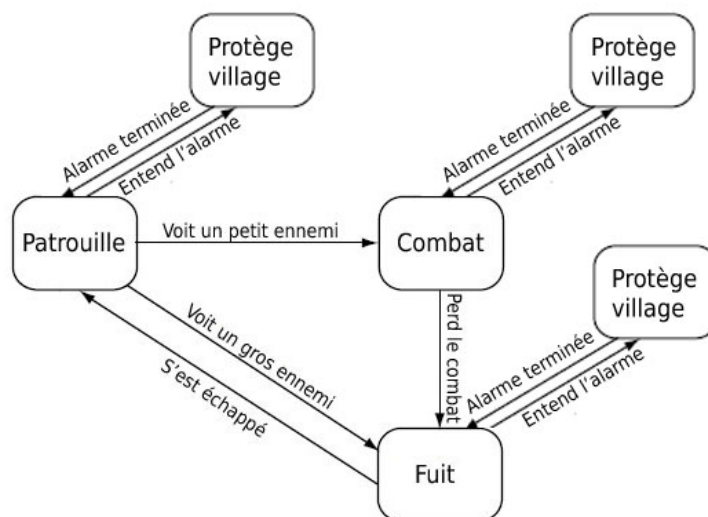 Protège
village
Protège
village
Alarme terminée
Entend l'alarme
Alarme terminée
Entend l'alarme
Patrouille
Voit un petit ennemi
Combat
Protège
village
Voit un gros ennemi
S'est échappé
Perd le combat
Alarme terminée
Entend l'alarme
Fuit